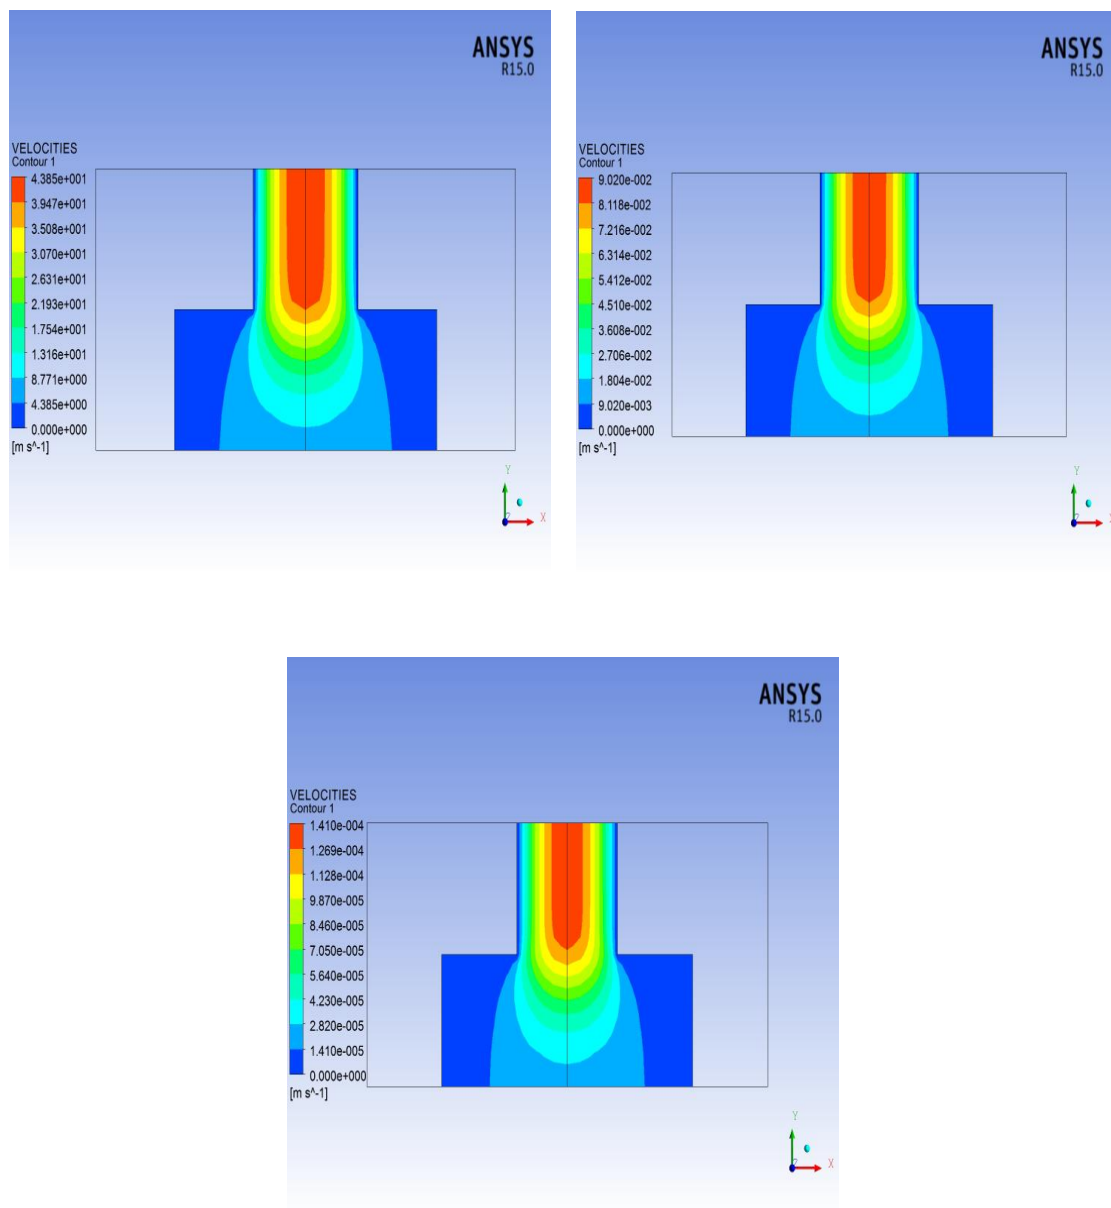 ANSYS
R15.0
VELOCITIES
Contour 1
4.385e+001
3.947e+001
3.508e+001
3.070e+001
2.631e+001
2.193e+001
1.754e+001
1.316e+001
8.771e+000
4.385e+000
0.000e+000
[m s^-1]
Y
Z
X
ANSYS
R15.0
VELOCITIES
Contour 1
9.020e-002
8.118e-002
7.216e-002
6.314e-002
5.412e-002
4.510e-002
3.608e-002
2.706e-002
1.804e-002
9.020e-003
0.000e+000
[m s^-1]
Y
Z
ANSYS
R15.0
VELOCITIES
Contour 1
1.410e-004
1.269e-004
1.128e-004
9.870e-005
8.460e-005
7.050e-005
5.640e-005
4.230e-005
2.820e-005
1.410e-005
0.000e+000
[m s^-1]
Y
Z
X